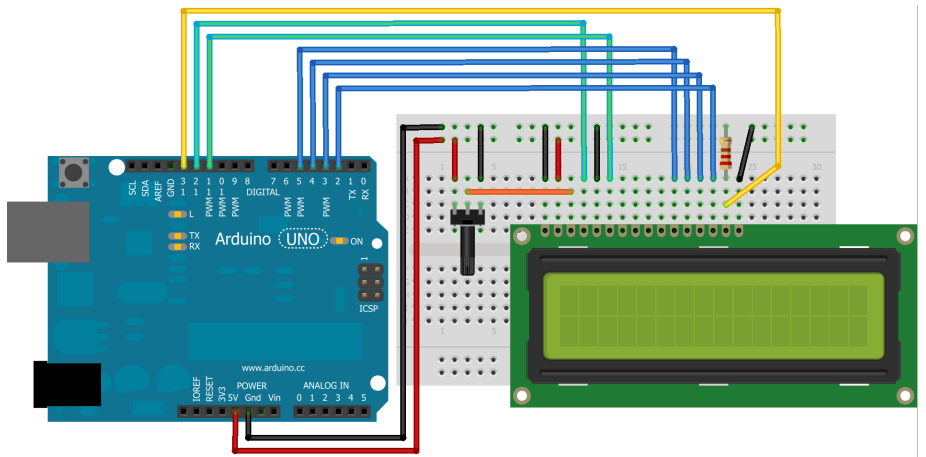 1 5 15 25 30
SCL SDA AREF GND 13 12 11 10 9 8 7 6 5 4 3 2 1 0
PWM PWM PWM DIGITAL PWM PWM PWM TX RX
L
TX
RX
Arduino UNO ON
1
ICSP
1 5
www.arduino.cc
POWER ANALOG IN
IOREF RESET 3V3 5V Gnd Vin 0 1 2 3 4 5